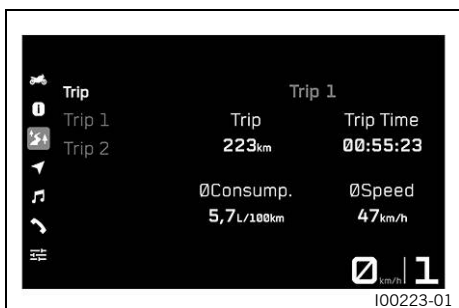 Trip
Trip 1
Trip 2
Trip 1
Trip
223km
Trip Time
00:55:23
ØConsump.
5,7L/100km
ØSpeed
47km/h
0 km/h 1
I00223-01